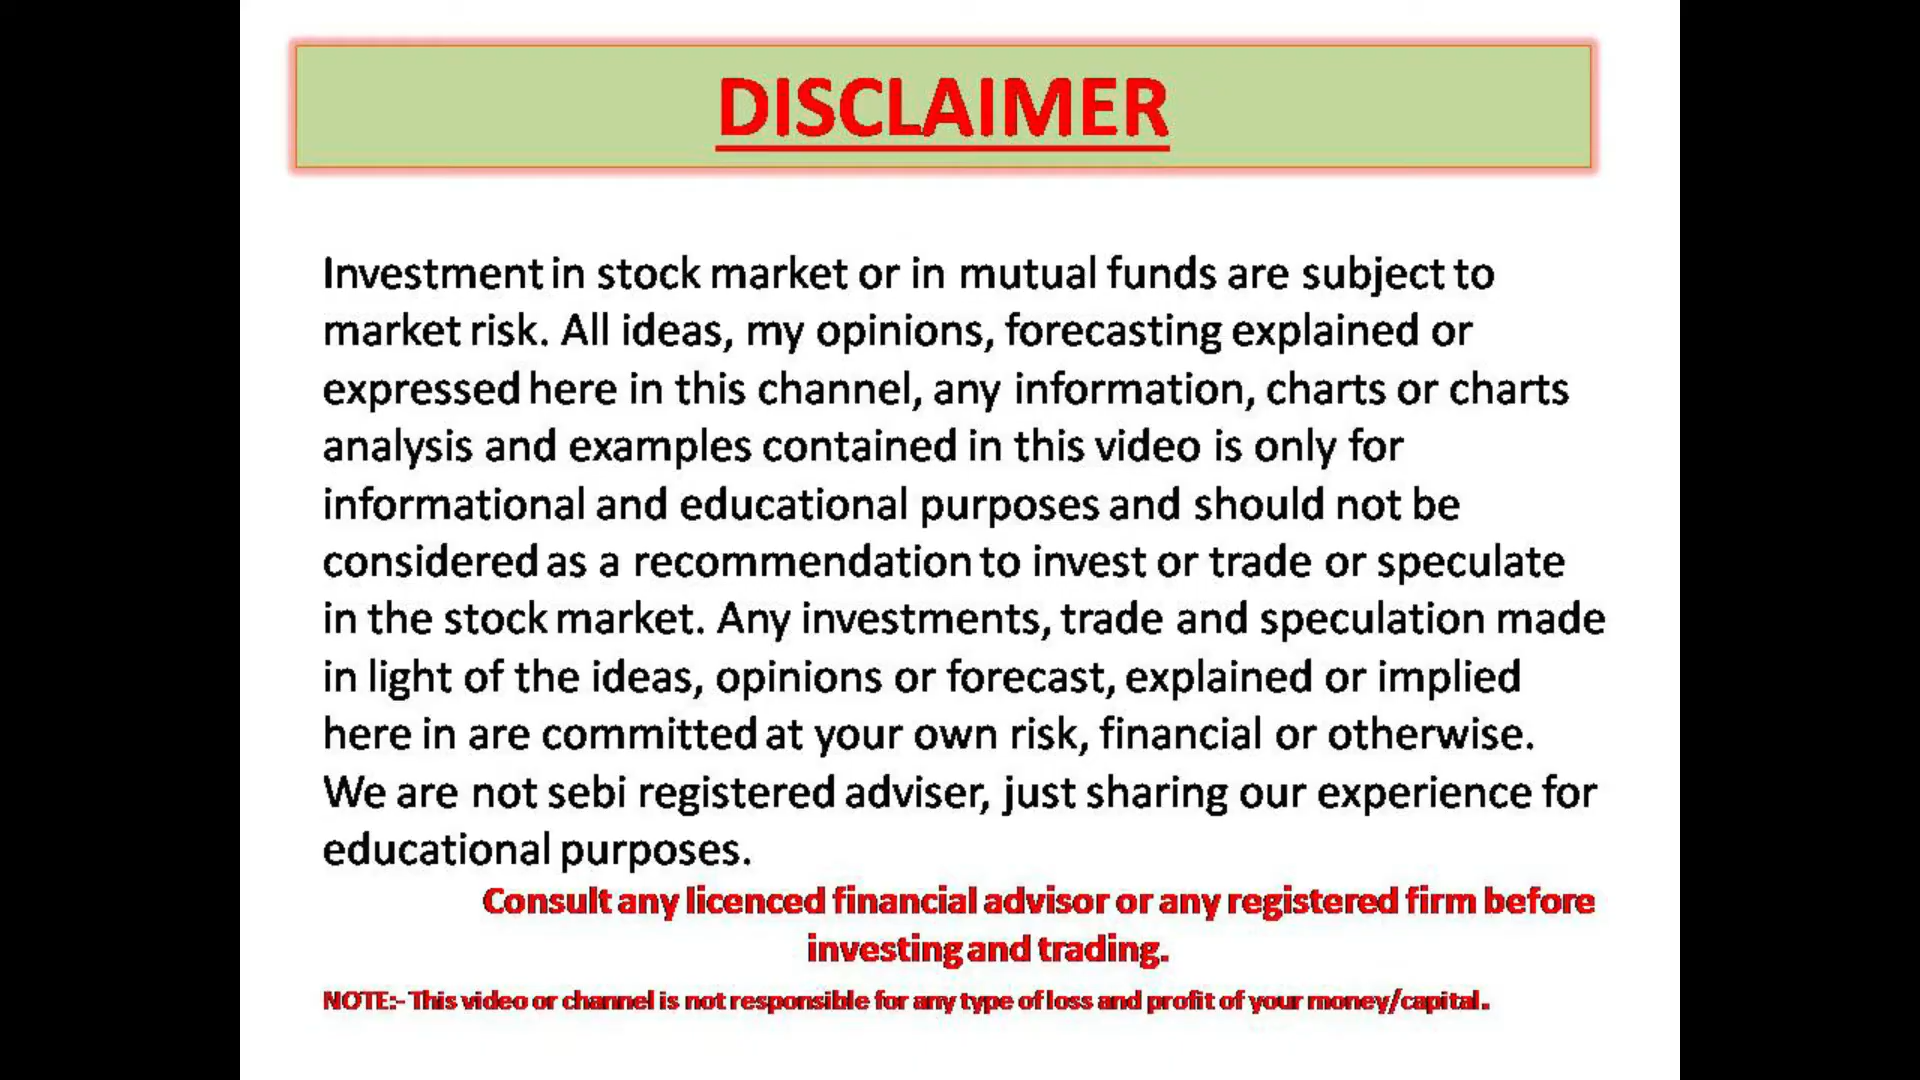 DISCLAIMER
Investment in stock market or in mutual funds are subject to
market risk. All ideas, my opinions, forecasting explained or
expressed here in this channel, any information, charts or charts
analysis and examples contained in this video is only for
informational and educational purposes and should not be
considered as a recommendation to invest or trade or speculate
in the stock market. Any investments, trade and speculation made
in light of the ideas, opinions or forecast, explained or implied
here in are committed at your own risk, financial or otherwise.
We are not sebi registered adviser, just sharing our experience for
educational purposes.
Consult any licenced financial advisor or any registered firm before
investing and trading.
NOTE:- This video or channel is not responsible for any type of loss and profit of your money/capital.